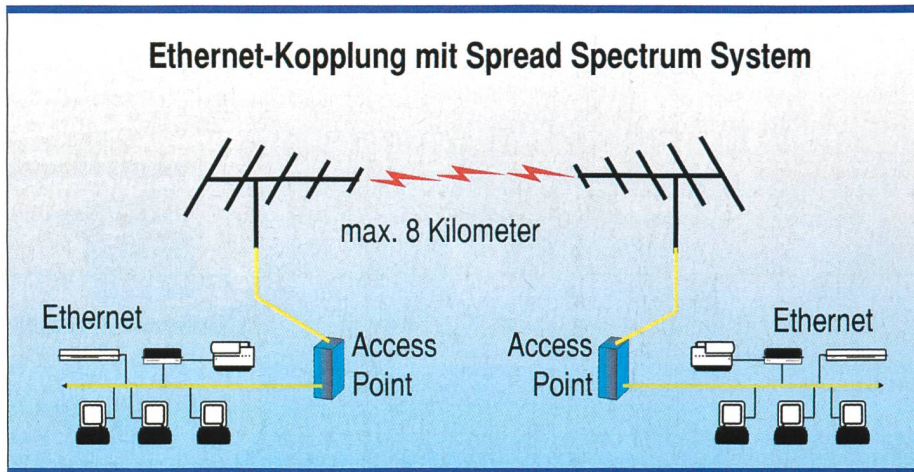 Ethernet-Kopplung mit Spread Spectrum System
max. 8 Kilometer
Ethernet
Access
Point
Access
Point
Ethernet